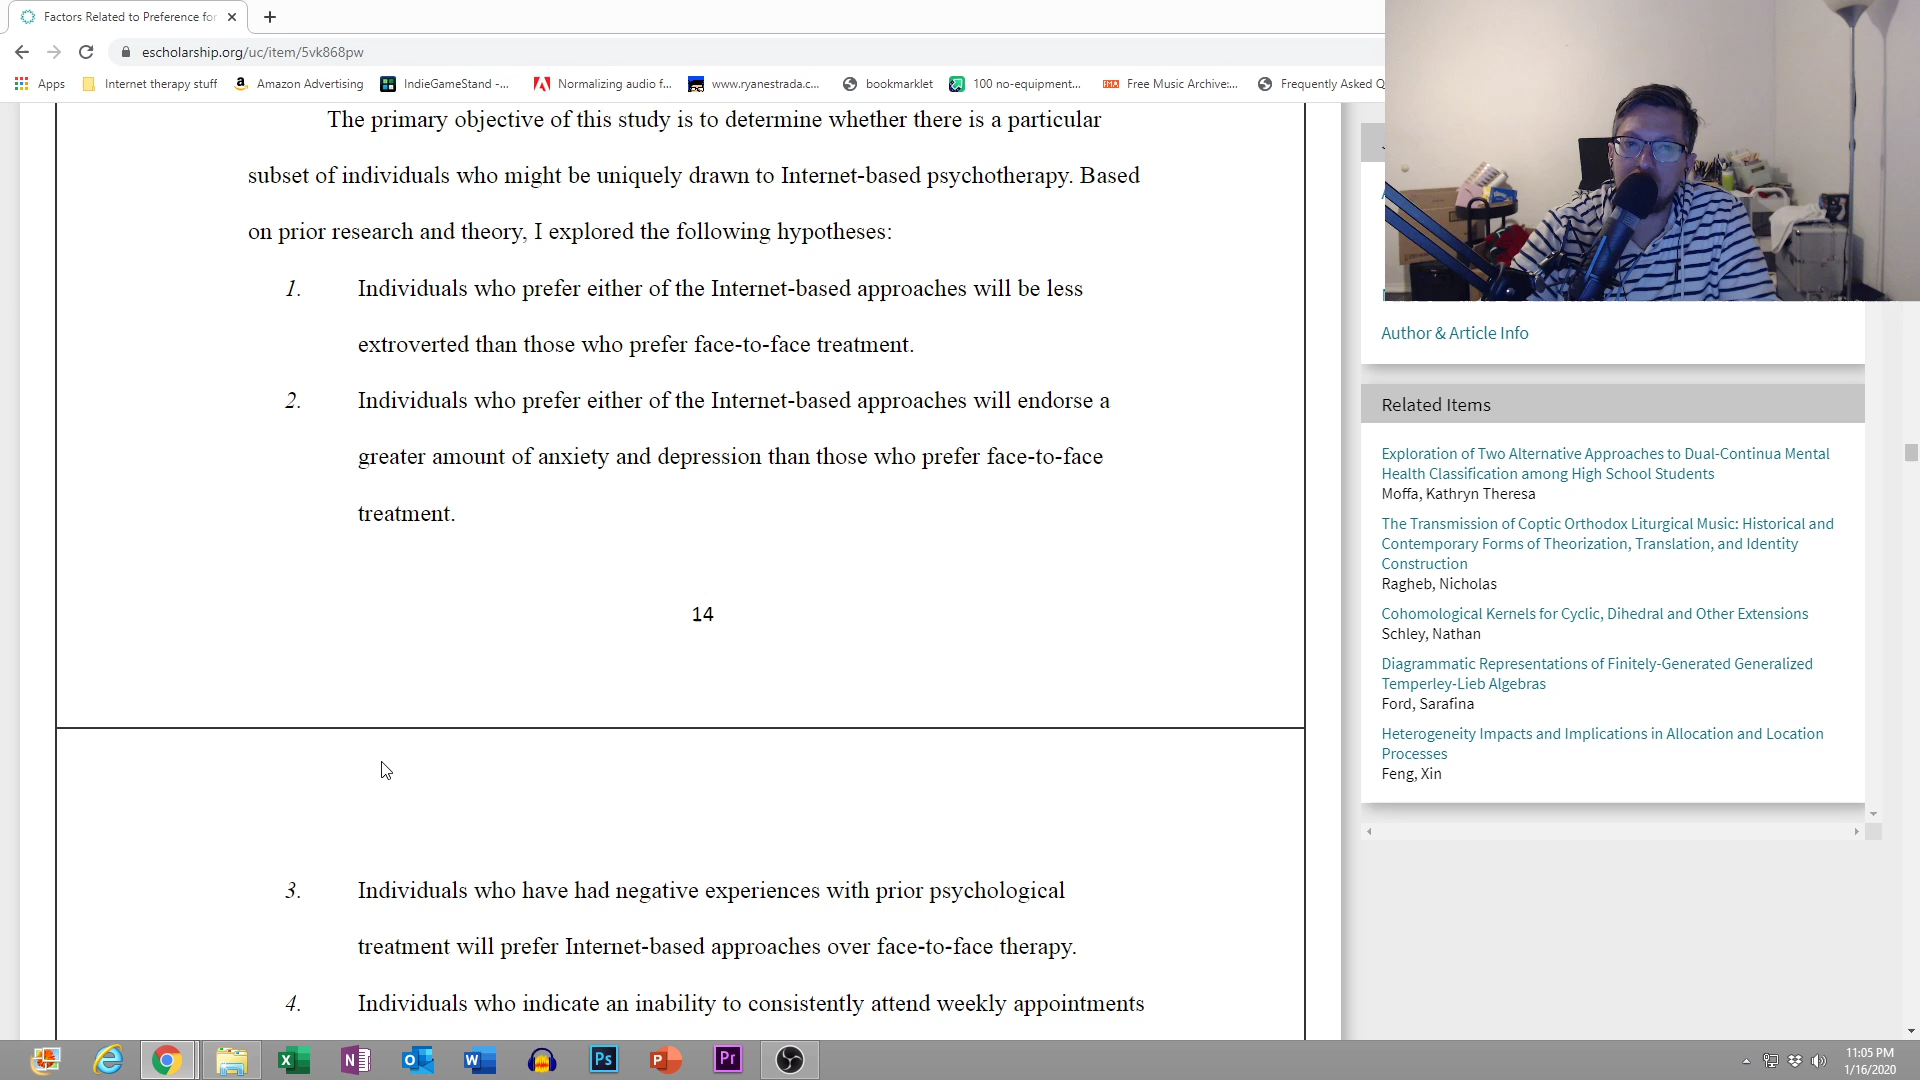 Factors Related to Preference for
escholarship.org/uc/item/5vk868pw
Apps
Internet therapy stuff
Amazon Advertising
IndieGameStand -...
Normalizing audio f...
www.ryanestrada.c...
bookmarklet
100 no-equipment...
Free Music Archive:...
Frequently Asked Q
The primary objective of this study is to determine whether there is a particular
subset of individuals who might be uniquely drawn to Internet-based psychotherapy. Based
on prior research and theory, I explored the following hypotheses:
1. Individuals who prefer either of the Internet-based approaches will be less
extroverted than those who prefer face-to-face treatment.
2. Individuals who prefer either of the Internet-based approaches will endorse a
greater amount of anxiety and depression than those who prefer face-to-face
treatment.
14
3. Individuals who have had negative experiences with prior psychological
treatment will prefer Internet-based approaches over face-to-face therapy.
4. Individuals who indicate an inability to consistently attend weekly appointments
Author & Article Info
Related Items
Exploration of Two Alternative Approaches to Dual-Continua Mental
Health Classification among High School Students
Moffa, Kathryn Theresa
The Transmission of Coptic Orthodox Liturgical Music: Historical and
Contemporary Forms of Theorization, Translation, and Identity
Construction
Ragheb, Nicholas
Cohomological Kernels for Cyclic, Dihedral and Other Extensions
Schley, Nathan
Diagrammatic Representations of Finitely-Generated Generalized
Temperley-Lieb Algebras
Ford, Sarafina
Heterogeneity Impacts and Implications in Allocation and Location
Processes
Feng, Xin
11:05 PM
1/16/2020